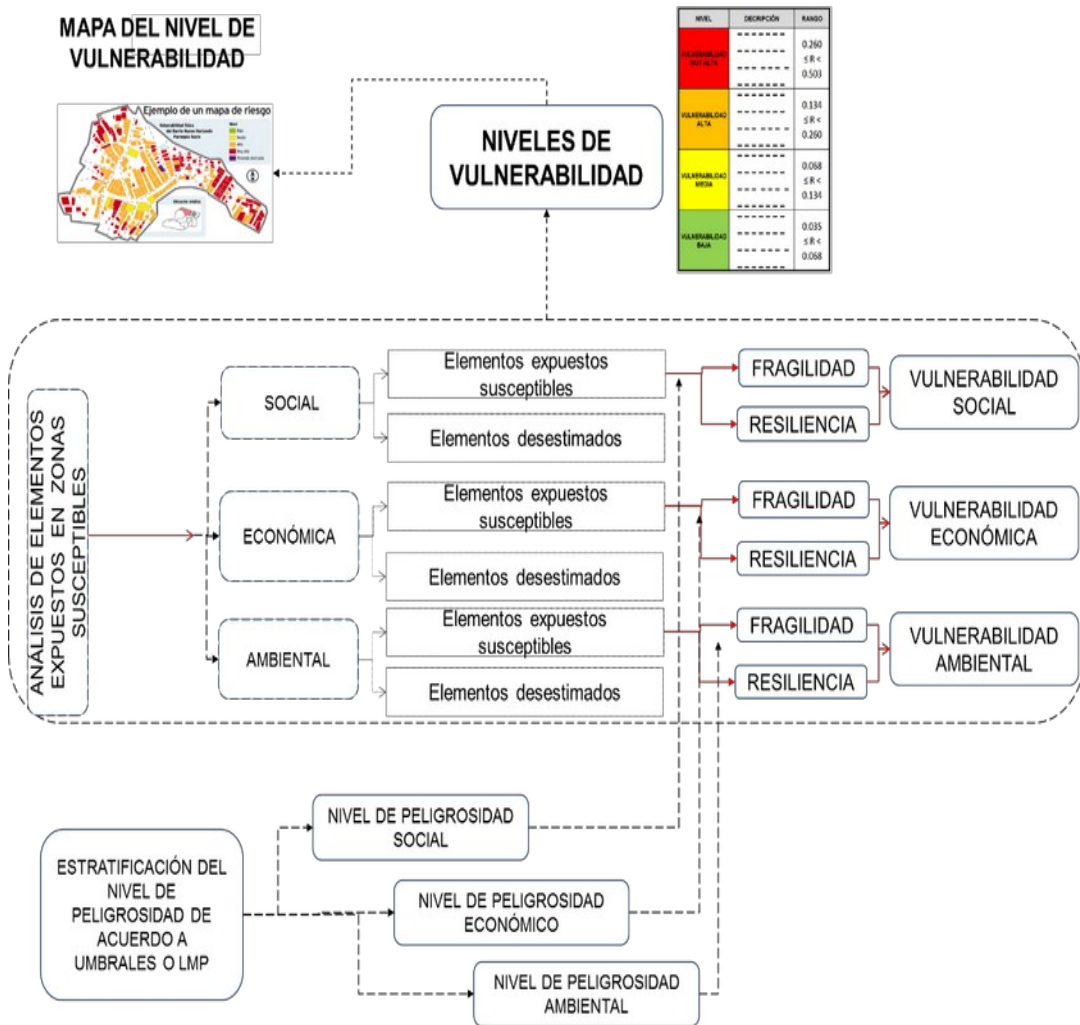 MAPA DEL NIVEL DE
VULNERABILIDAD
Ejemplo de un mapa de riesgo
NIVELES DE
VULNERABILIDAD
NIVEL DECRIPCIÓN RANGO
VULNERABILIDAD
MUY ALTA
0.260
≤ R <
0.503
VULNERABILIDAD
ALTA
0.134
≤ R <
0.260
VULNERABILIDAD
MEDIA
0.068
≤ R <
0.134
VULNERABILIDAD
BAJA
0.035
≤ R <
0.068
ANÁLISIS DE ELEMENTOS
EXPUESTOS EN ZONAS
SUSCEPTIBLES
SOCIAL
Elementos expuestos
susceptibles
Elementos desestimados
FRAGILIDAD
RESILIENCIA
VULNERABILIDAD
SOCIAL
ECONÓMICA
Elementos expuestos
susceptibles
Elementos desestimados
FRAGILIDAD
RESILIENCIA
VULNERABILIDAD
ECONÓMICA
AMBIENTAL
Elementos expuestos
susceptibles
Elementos desestimados
FRAGILIDAD
RESILIENCIA
VULNERABILIDAD
AMBIENTAL
ESTRATIFICACIÓN DEL
NIVEL DE
PELIGROSIDAD DE
ACUERDO A
UMBRALES O LMP
NIVEL DE PELIGROSIDAD
SOCIAL
NIVEL DE PELIGROSIDAD
ECONÓMICO
NIVEL DE PELIGROSIDAD
AMBIENTAL